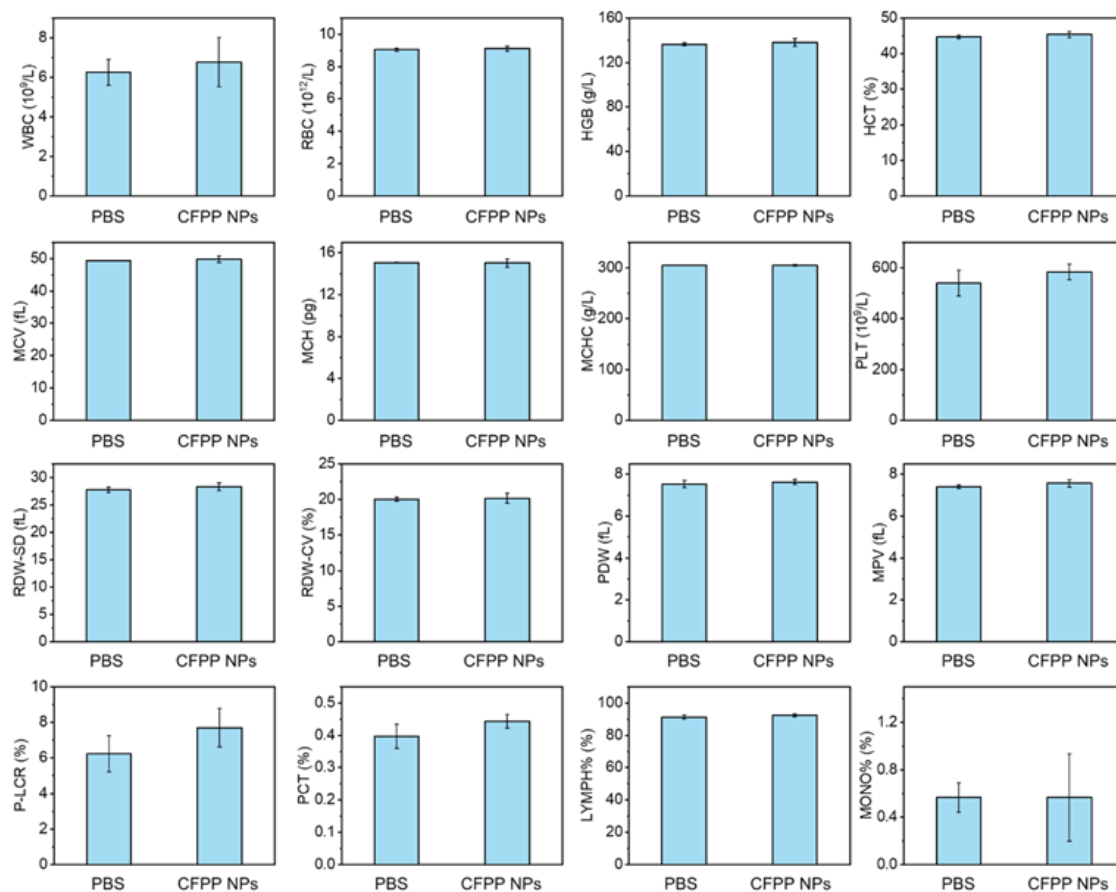 WBC (10⁹/L)
8
6
4
2
0
PBS CFPP NPs
RBC (10¹²/L)
12
10
8
6
4
2
0
PBS CFPP NPs
HGB (g/L)
160
120
80
40
0
PBS CFPP NPs
HCT (%)
50
40
30
20
10
0
PBS CFPP NPs
MCV (fL)
50
40
30
20
10
0
PBS CFPP NPs
MCH (pg)
16
12
8
4
0
PBS CFPP NPs
MCHC (g/L)
300
200
100
0
PBS CFPP NPs
PLT (10⁹/L)
600
400
200
0
PBS CFPP NPs
RDW-SD (fL)
30
25
20
15
10
5
0
PBS CFPP NPs
RDW-CV (%)
25
20
15
10
5
0
PBS CFPP NPs
PDW (fL)
8
6
4
2
0
PBS CFPP NPs
MPV (fL)
8
6
4
2
0
PBS CFPP NPs
P-LCR (%)
10
8
6
4
2
0
PBS CFPP NPs
PCT (%)
0.5
0.4
0.3
0.2
0.1
0.0
PBS CFPP NPs
LYMPH% (%)
100
80
60
40
20
0
PBS CFPP NPs
MONO% (%)
1.2
0.8
0.4
0.0
PBS CFPP NPs